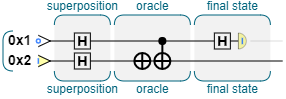 superposition oracle final state
0x1 H H
0x2 H
superposition oracle final state